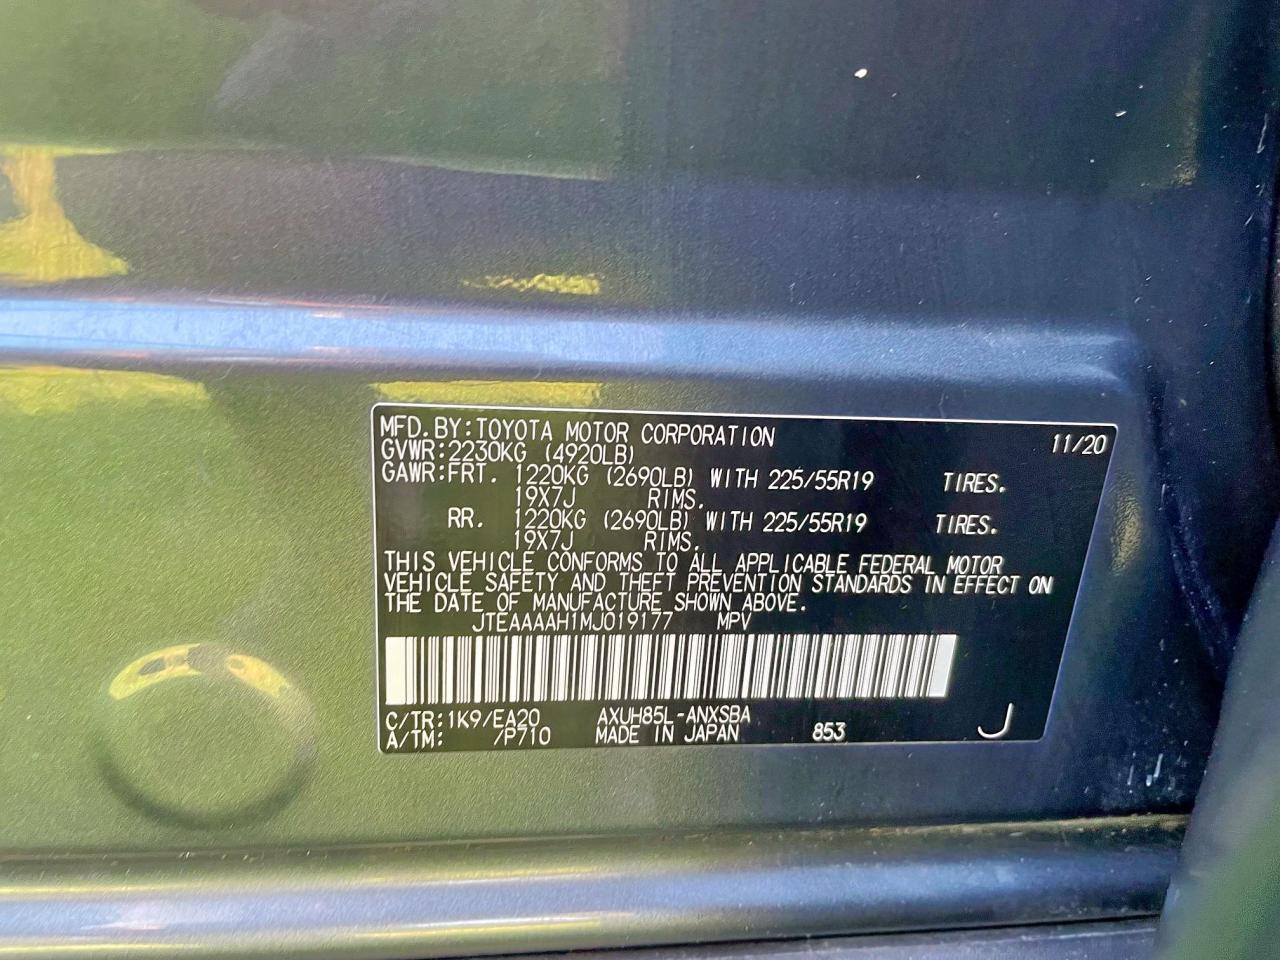 MFD.BY:TOYOTA MOTOR CORPORATION 11/20
GVWR:2230KG (4920LB)
GAWR:FRT. 1220KG (2690LB) WITH 225/55R19 TIRES.
19X7J RIMS.
RR. 1220KG (2690LB) WITH 225/55R19 TIRES.
19X7J RIMS.
THIS VEHICLE CONFORMS TO ALL APPLICABLE FEDERAL MOTOR
VEHICLE SAFETY AND THEFT PREVENTION STANDARDS IN EFFECT ON
THE DATE OF MANUFACTURE SHOWN ABOVE.
JTEAAAAH1MJ019177 MPV
C/TR:1K9/EA20 AXUH85L-ANXSBA
A/TM: /P710 MADE IN JAPAN 853 J